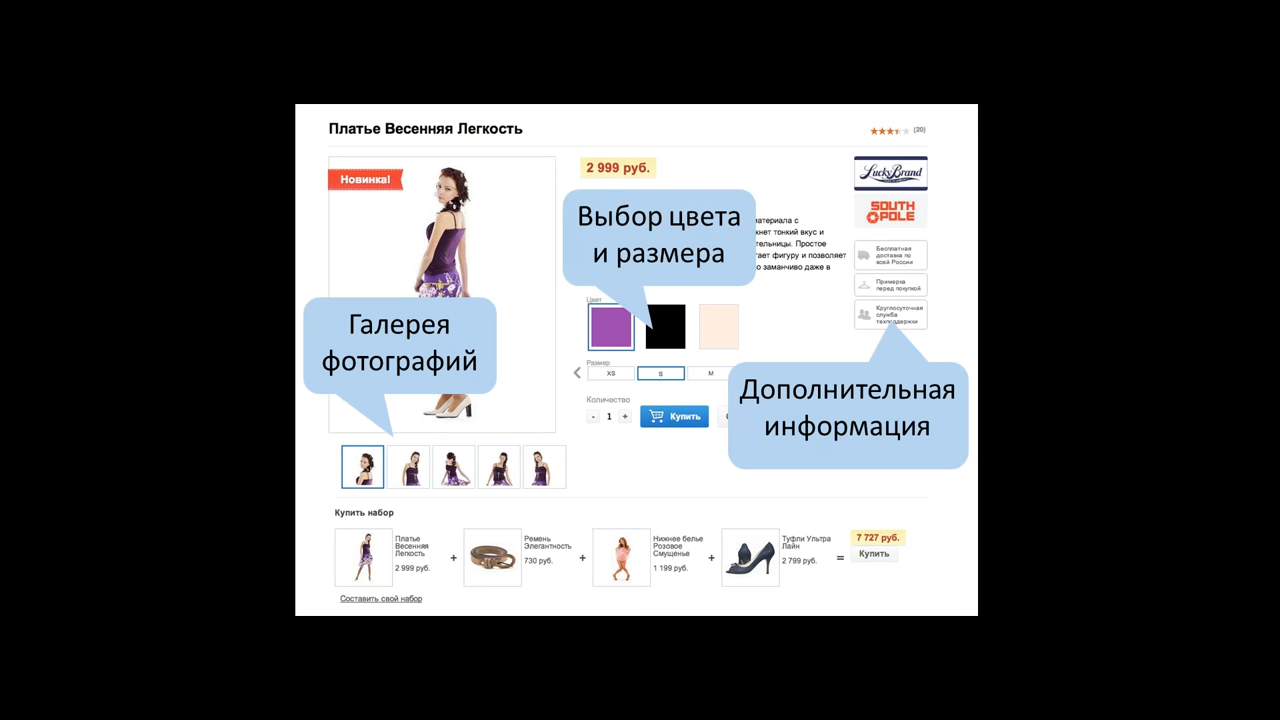 Платье Весенняя Легкость
(20)
Новинка!
2 999 руб.
Lucky Brand
SOUTH
POLE
Выбор цвета
и размера
материала с
тонкий вкус и
Простое
фигуру и позволяет
заманчиво даже в
Бесплатная
доставка по
всей России
Примерка
перед покупкой
Круглосуточная
служба
техподдержки
Цвет
Галерея
фотографий
Размер
XS
S
M
Количество
- 1 +
Купить
Дополнительная
информация
Купить набор
Платье
Весенняя
Легкость
2 999 руб.
+
Ремень
Элегантность
730 руб.
+
Нижнее белье
Розовое
Смущенье
1 199 руб.
+
Туфли Ультра
Лайн
2 799 руб.
=
7 727 руб.
Купить
Составить свой набор